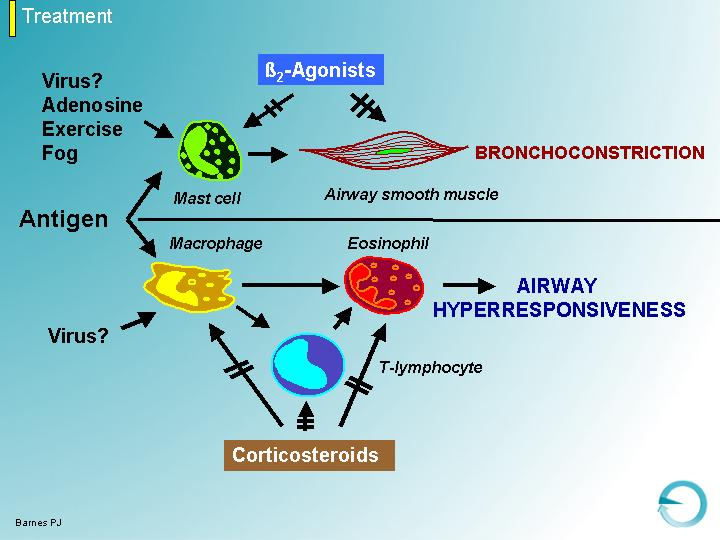 Treatment
ß2-Agonists
Virus?
Adenosine
Exercise
Fog
BRONCHOCONSTRICTION
Mast cell
Airway smooth muscle
Antigen
Macrophage
Eosinophil
AIRWAY
HYPERRESPONSIVENESS
Virus?
T-lymphocyte
Corticosteroids
Barnes PJ